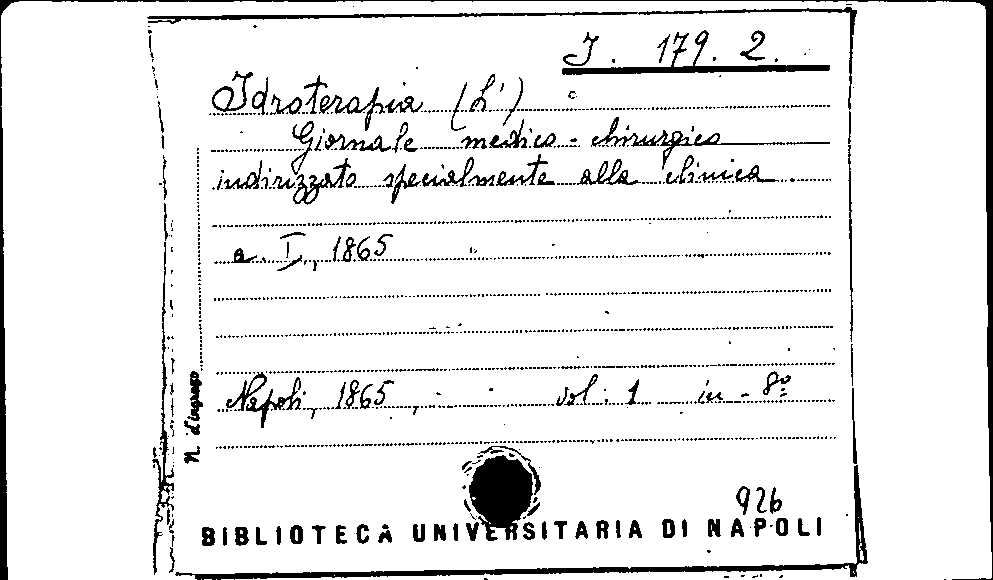 I. 179. 2.
Idroterapia (L')
Giornale medico-chirurgico
indirizzato specialmente alla clinica.
a. I., 1865
Napoli, 1865, vol. 1 in-8º
N. d'ingresso
926
BIBLIOTECA UNIVERSITARIA DI NAPOLI